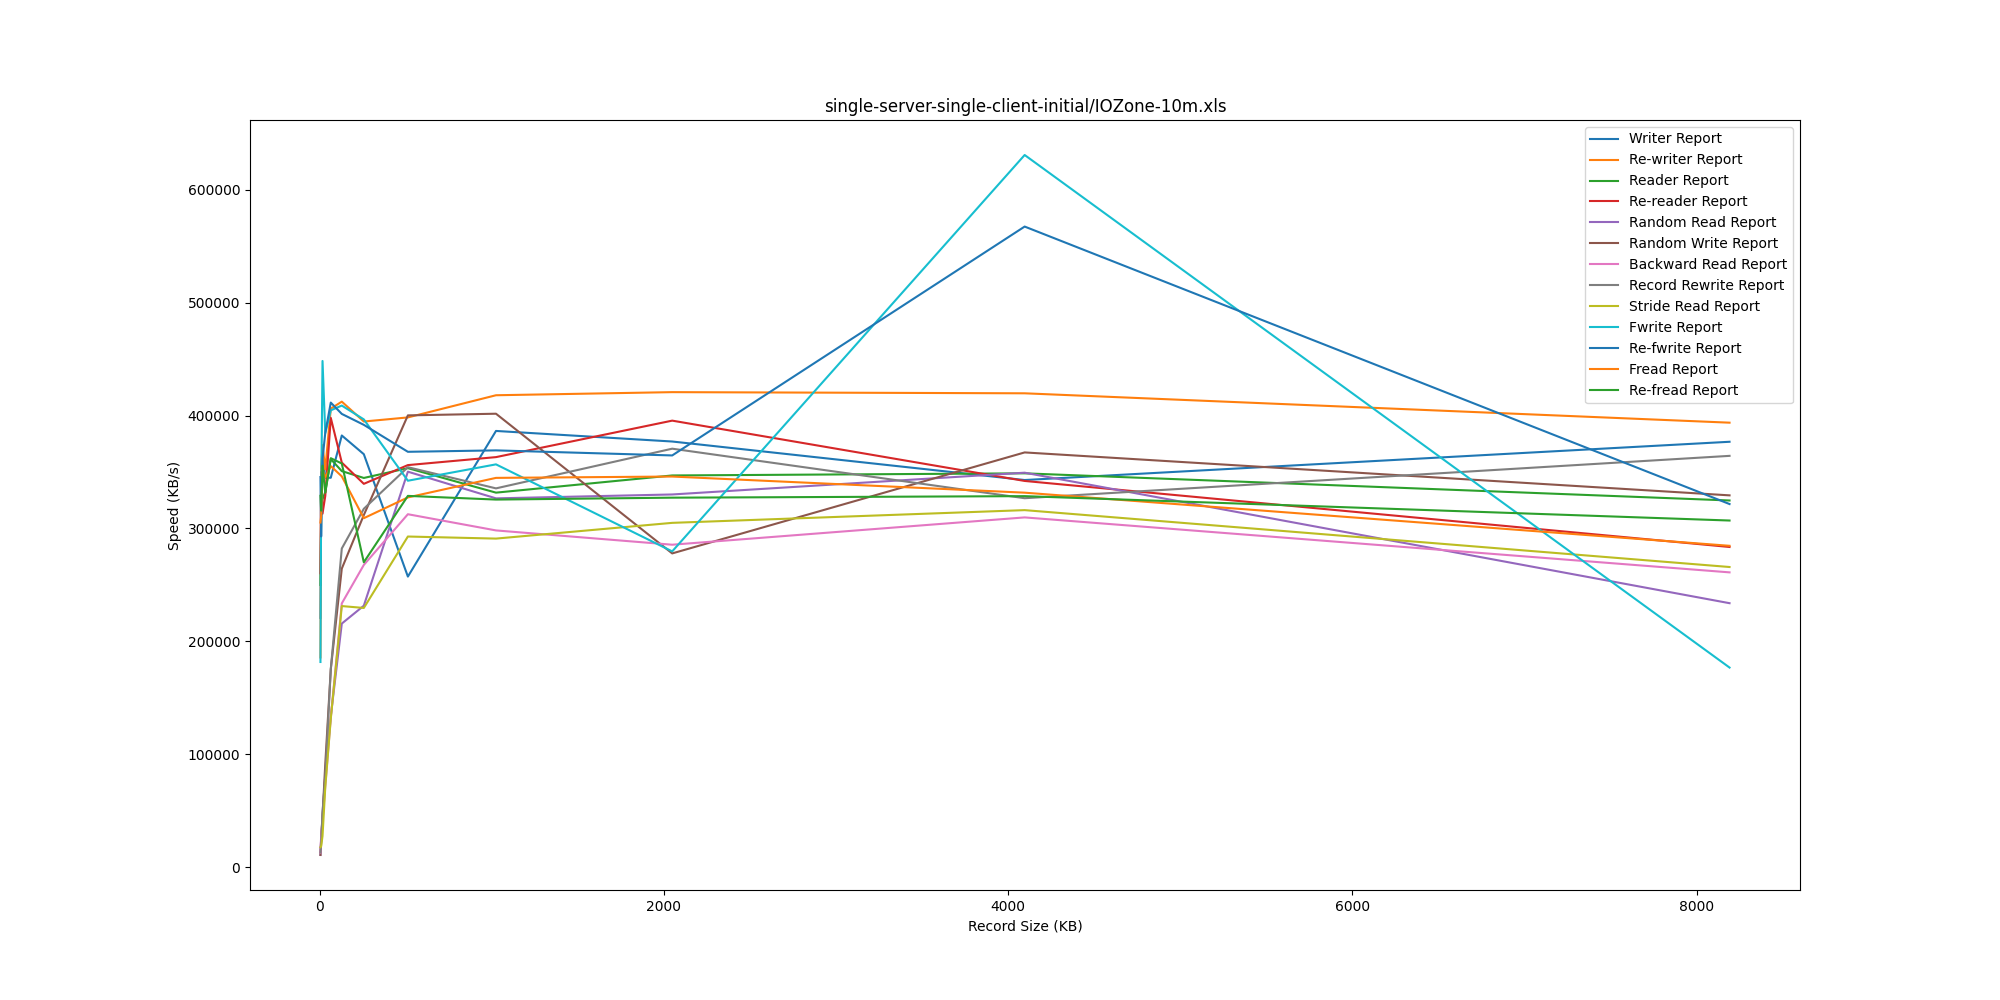 single-server-single-client-initial/IOZone-10m.xls
Writer Report
Re-writer Report
Reader Report
Re-reader Report
Random Read Report
Random Write Report
Backward Read Report
Record Rewrite Report
Stride Read Report
Fwrite Report
Re-fwrite Report
Fread Report
Re-fread Report
600000
500000
400000
300000
200000
100000
0
Speed (KB/s)
0 2000 4000 6000 8000
Record Size (KB)